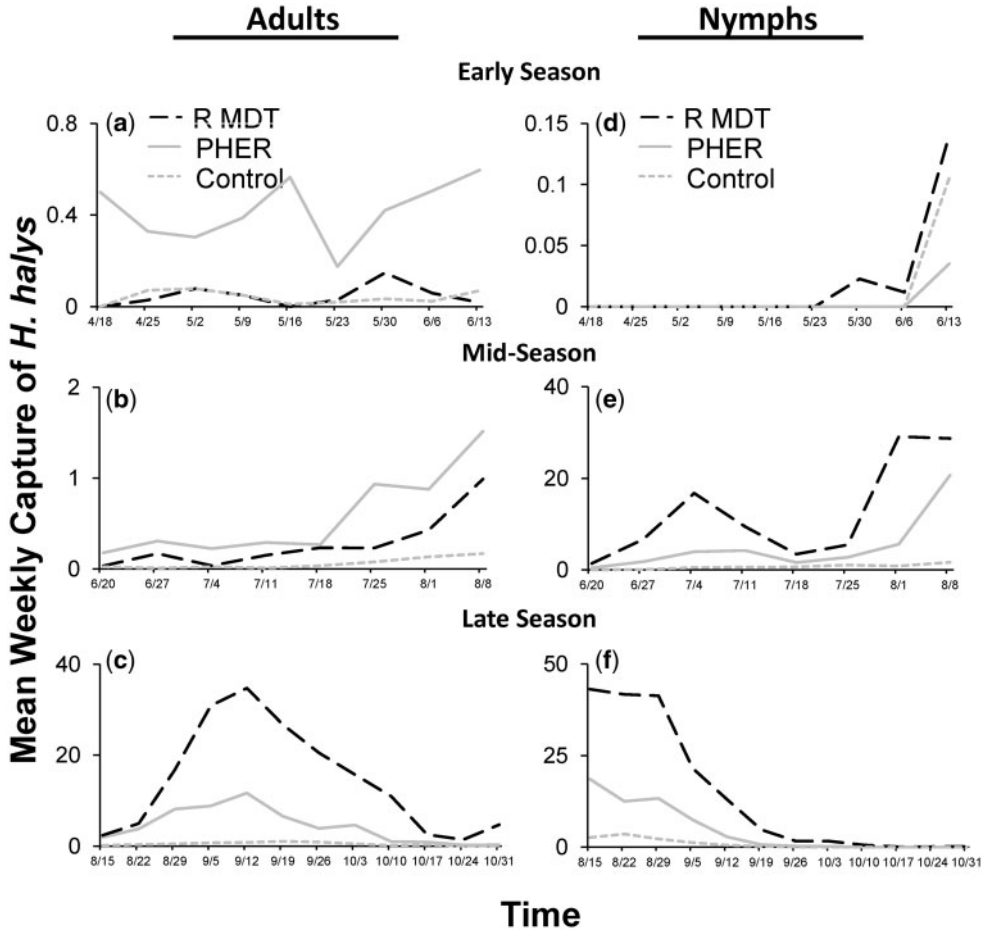 Adults Nymphs
Early Season
(a) (d)
R MDT
PHER
Control
R MDT
PHER
Control
0.8
0.4
0
4/18 4/25 5/2 5/9 5/16 5/23 5/30 6/6 6/13
0.15
0.1
0.05
0
4/18 4/25 5/2 5/9 5/16 5/23 5/30 6/6 6/13
Mid-Season
(b)
2
1
0
6/20 6/27 7/4 7/11 7/18 7/25 8/1 8/8
(e)
40
20
0
6/20 6/27 7/4 7/11 7/18 7/25 8/1 8/8
Late Season
(c)
40
20
0
8/15 8/22 8/29 9/5 9/12 9/19 9/26 10/3 10/10 10/17 10/24 10/31
(f)
50
25
0
8/15 8/22 8/29 9/5 9/12 9/19 9/26 10/3 10/10 10/17 10/24 10/31
Mean Weekly Capture of H. halys
Time